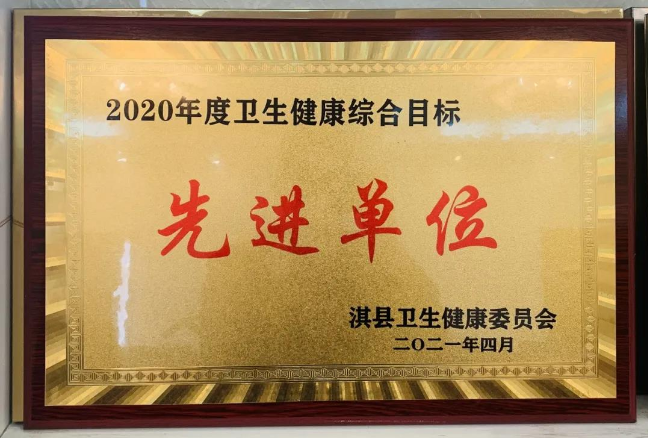 2020年度卫生健康综合目标
先进单位
淇县卫生健康委员会
二〇二一年四月